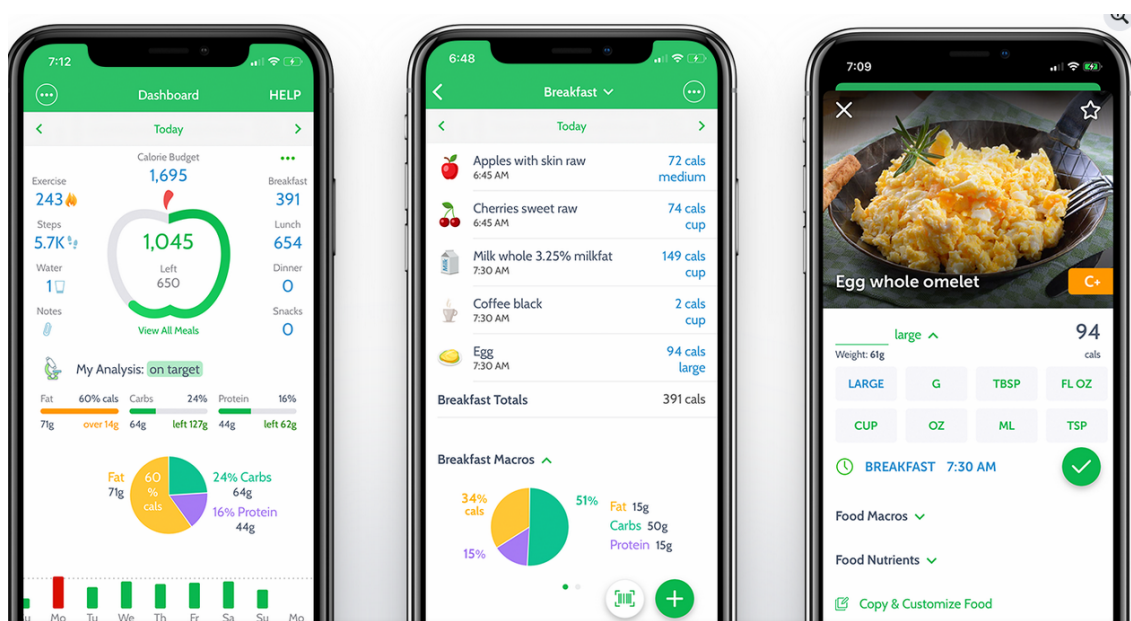 7:12
Dashboard
HELP
Today
Calorie Budget
1,695
Exercise
243
Steps
5.7K
Water
1
Notes
1,045
Left
650
View All Meals
Breakfast
391
Lunch
654
Dinner
0
Snacks
0
My Analysis: on target
Fat 60% cals Carbs 24% Protein 16%
71g over 14g 64g left 127g 44g left 62g
Fat
71g
60
%
cals
24% Carbs
64g
16% Protein
44g
Mo Tu We Th Fr Sa Su Mo
6:48
Breakfast
Today
Apples with skin raw 72 cals
6:45 AM medium
Cherries sweet raw 74 cals
6:45 AM cup
Milk whole 3.25% milkfat 149 cals
7:30 AM cup
Coffee black 2 cals
7:30 AM cup
Egg 94 cals
7:30 AM large
Breakfast Totals 391 cals
Breakfast Macros
34%
cals
51%
15%
Fat 15g
Carbs 50g
Protein 15g
7:09
Egg whole omelet
C+
large 94
Weight: 61g cals
LARGE G TBSP FL OZ
CUP OZ ML TSP
BREAKFAST 7:30 AM
Food Macros
Food Nutrients
Copy & Customize Food